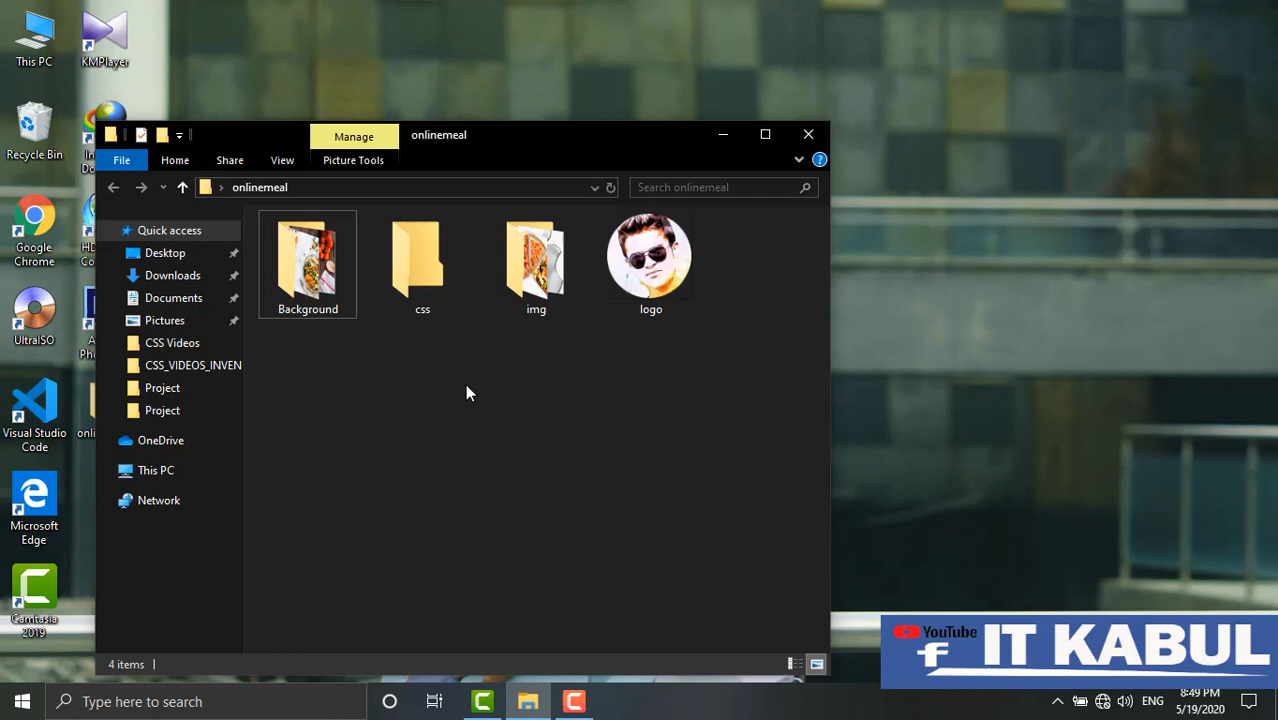 This PC
KMPlayer
Recycle Bin
Google
Chrome
UltraISO
Visual Studio
Code
Microsoft
Edge
Camtasia
2019
Manage
onlinemeal
File
Home
Share
View
Picture Tools
onlinemeal
Search onlinemeal
Quick access
Desktop
Downloads
Documents
Pictures
CSS Videos
CSS_VIDEOS_INVEN
Project
Project
OneDrive
This PC
Network
Background
css
img
logo
4 items
YouTube
IT KABUL
Type here to search
ENG
8:49 PM
5/19/2020